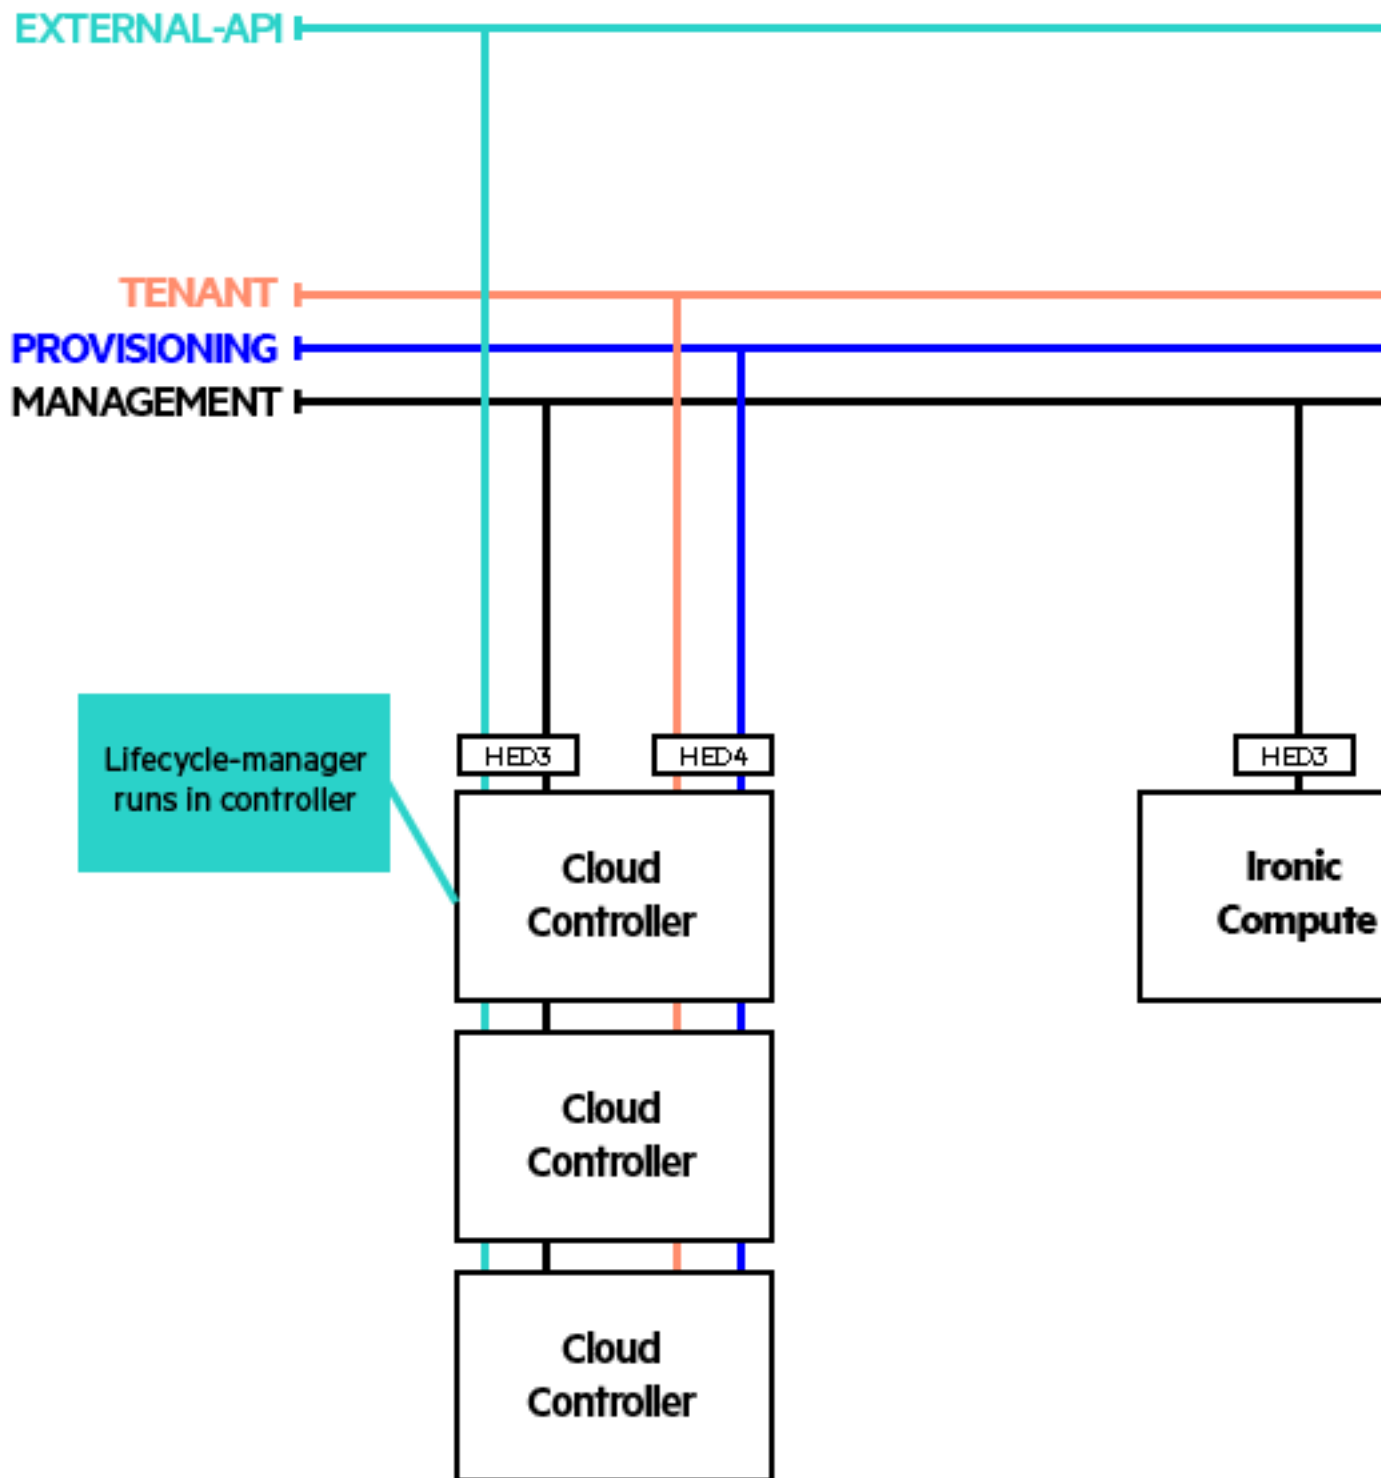 EXTERNAL-API
TENANT
PROVISIONING
MANAGEMENT
Lifecycle-manager
runs in controller
HED3
HED4
HED3
Cloud
Controller
Ironic
Compute
Cloud
Controller
Cloud
Controller